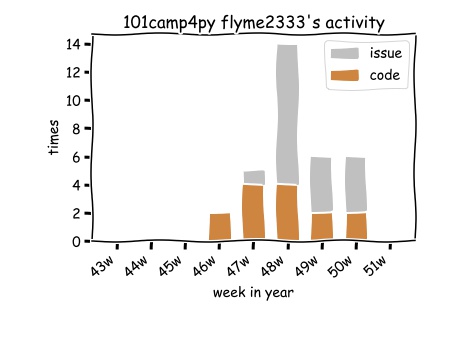 101camp4py flyme2333's activity
issue
code
14
12
10
8
6
4
2
0
times
43w 44w 45w 46w 47w 48w 49w 50w 51w
week in year